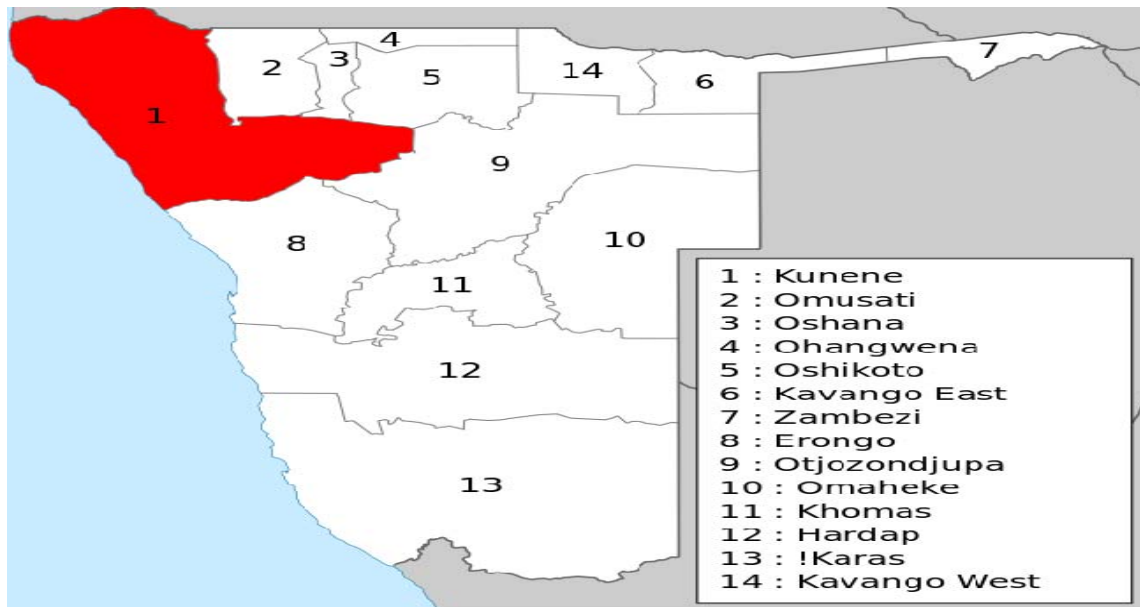 4
3
2
14
7
5
6
1
9
8
10
11
12
13
1 : Kunene
2 : Omusati
3 : Oshana
4 : Ohangwena
5 : Oshikoto
6 : Kavango East
7 : Zambezi
8 : Erongo
9 : Otjozondjupa
10 : Omaheke
11 : Khomas
12 : Hardap
13 : !Karas
14 : Kavango West